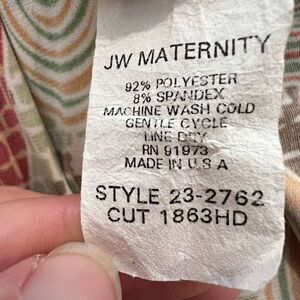 JW MATERNITY
92% POLYESTER
8% SPANDEX
MACHINE WASH COLD
GENTLE CYCLE
LINE DRY
RN 91973
MADE IN U S A
STYLE 23-2762
CUT 1863HD